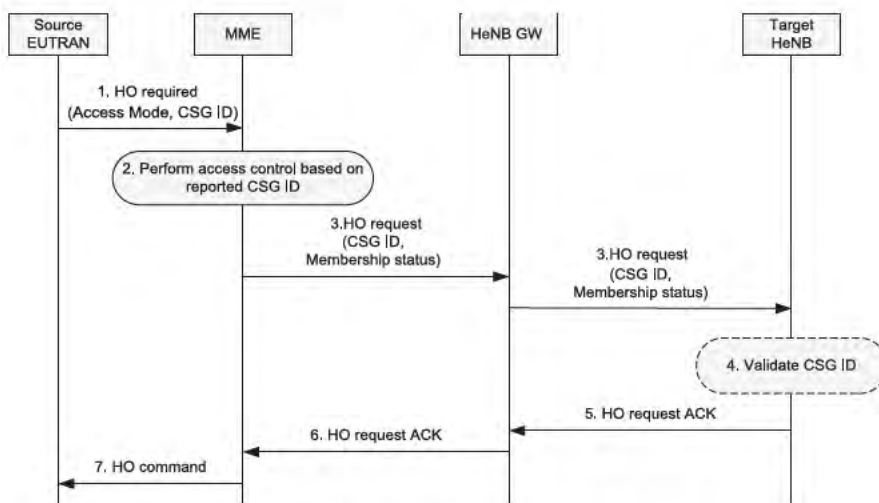 Source
EUTRAN
MME
HeNB GW
Target
HeNB
1. HO required
(Access Mode, CSG ID)
2. Perform access control based on
reported CSG ID
3.HO request
(CSG ID,
Membership status)
3.HO request
(CSG ID,
Membership status)
4. Validate CSG ID
5. HO request ACK
6. HO request ACK
7. HO command